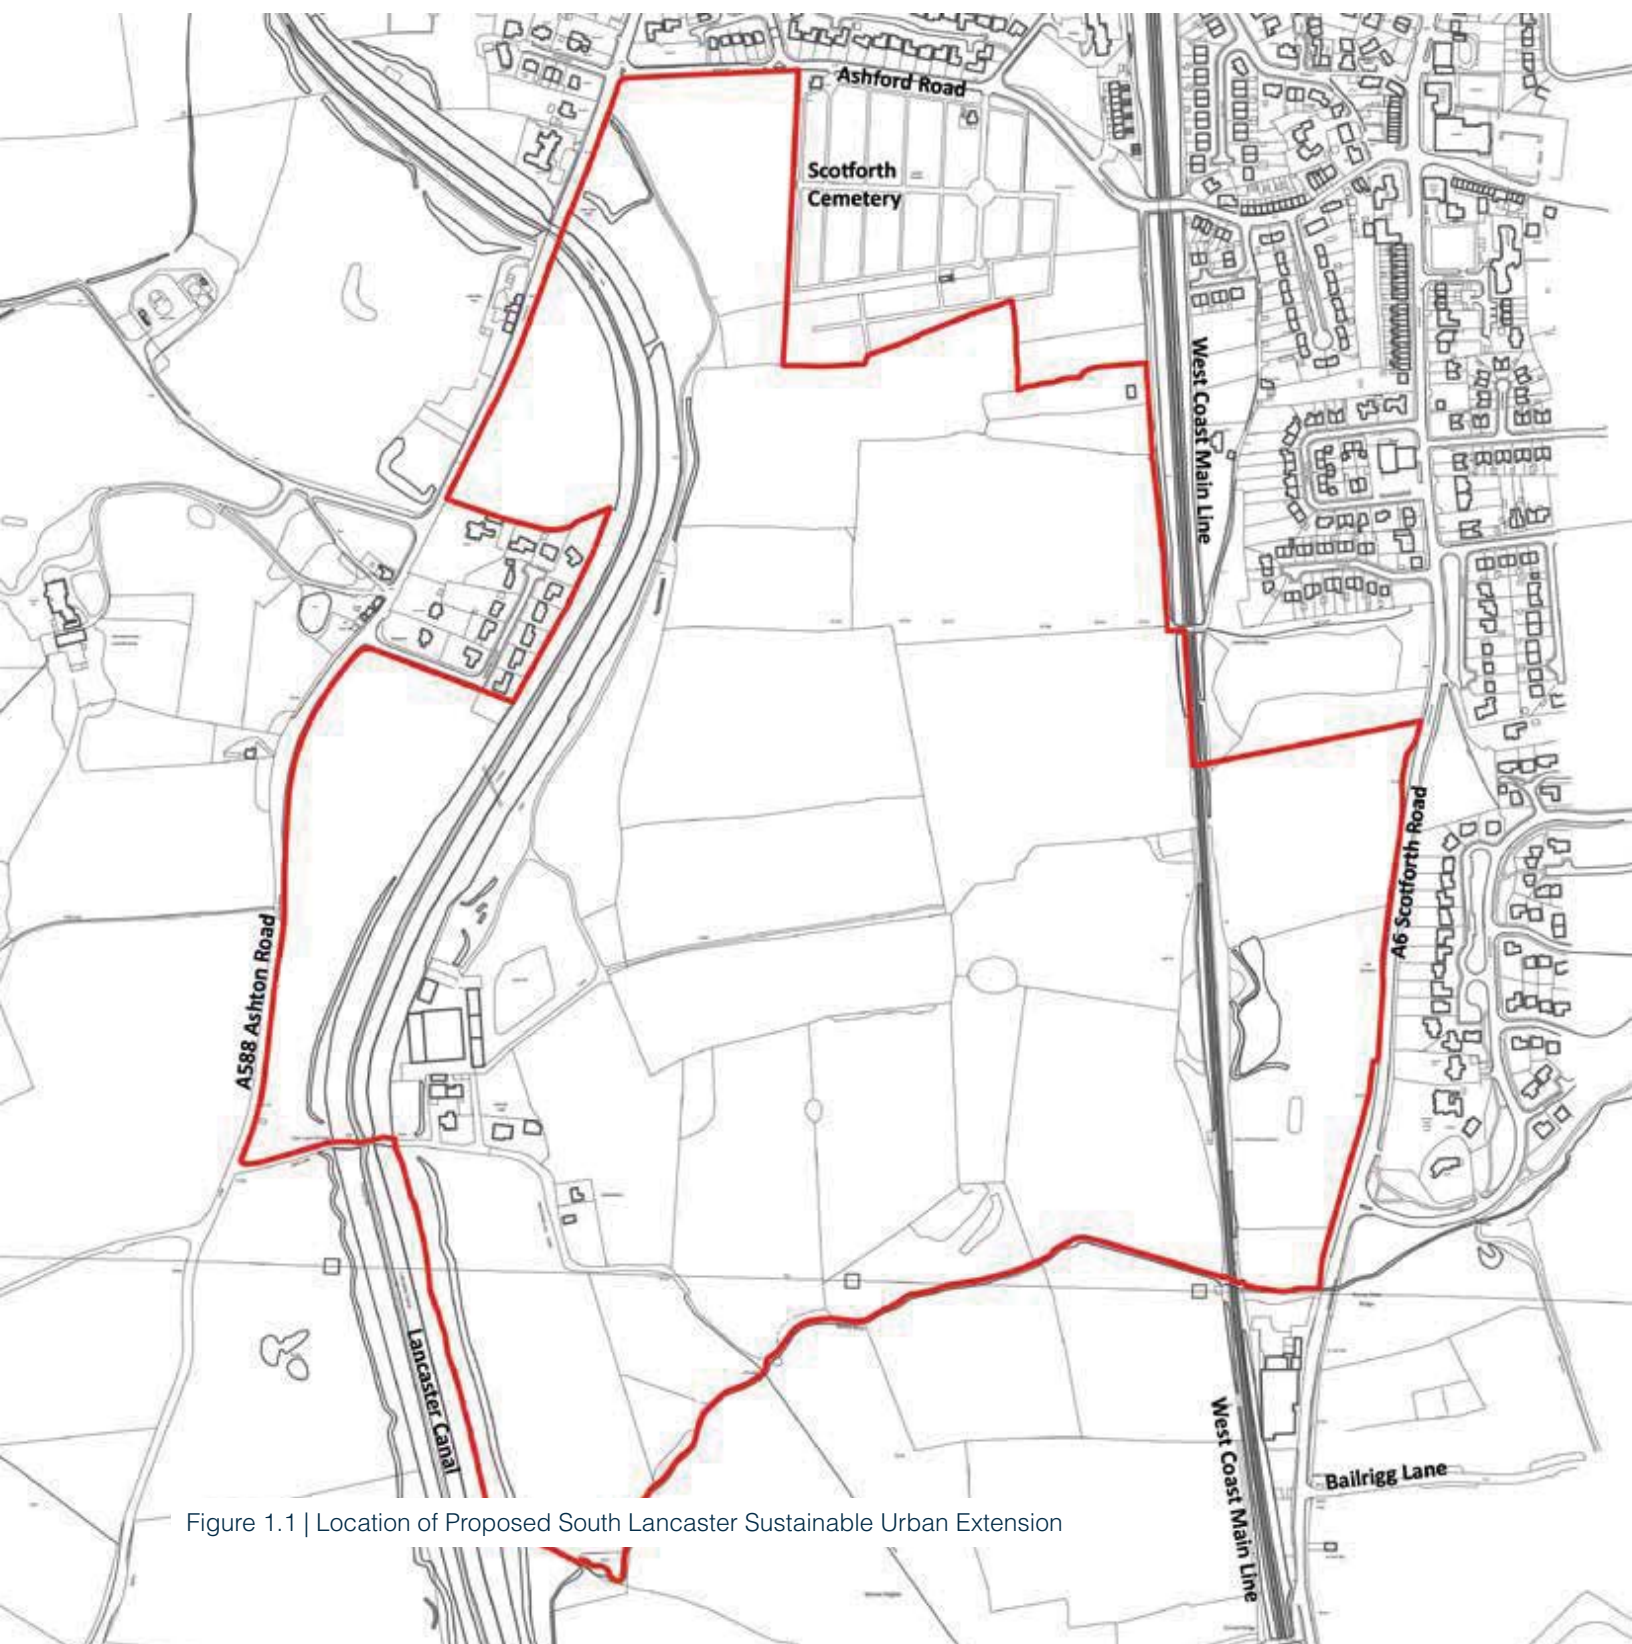 Ashford Road
Scotforth
Cemetery
West Coast Main Line
A6 Scotforth Road
A588 Ashton Road
Lancaster Canal
West Coast Main Line
Bailrigg Lane
Figure 1.1 | Location of Proposed South Lancaster Sustainable Urban Extension